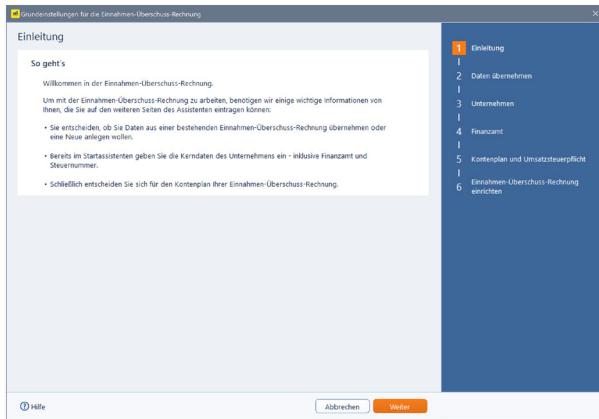 Grundeinstellungen für die Einnahmen-Überschuss-Rechnung
Einleitung
So geht's
Willkommen in der Einnahmen-Überschuss-Rechnung.
Um mit der Einnahmen-Überschuss-Rechnung zu arbeiten, benötigen wir einige wichtige Informationen von
Ihnen, die Sie auf den weiteren Seiten des Assistenten eintragen können:
• Sie entscheiden, ob Sie Daten aus einer bestehenden Einnahmen-Überschuss-Rechnung übernehmen oder
eine Neue anlegen wollen.
• Bereits im Startassistenten geben Sie die Kerndaten des Unternehmens ein - inklusive Finanzamt und
Steuernummer.
• Schließlich entscheiden Sie sich für den Kontenplan Ihrer Einnahmen-Überschuss-Rechnung.
1 Einleitung
2 Daten übernehmen
3 Unternehmen
4 Finanzamt
5 Kontenplan und Umsatzsteuerpflicht
6 Einnahmen-Überschuss-Rechnung
einrichten
? Hilfe
Abbrechen
Weiter